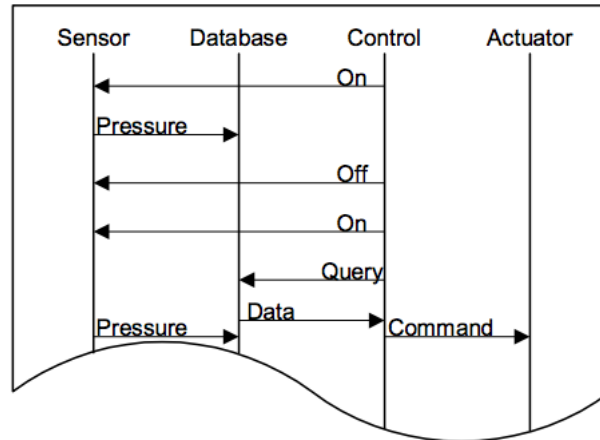 Sensor Database Control Actuator
On
Pressure
Off
On
Query
Data
Pressure Command